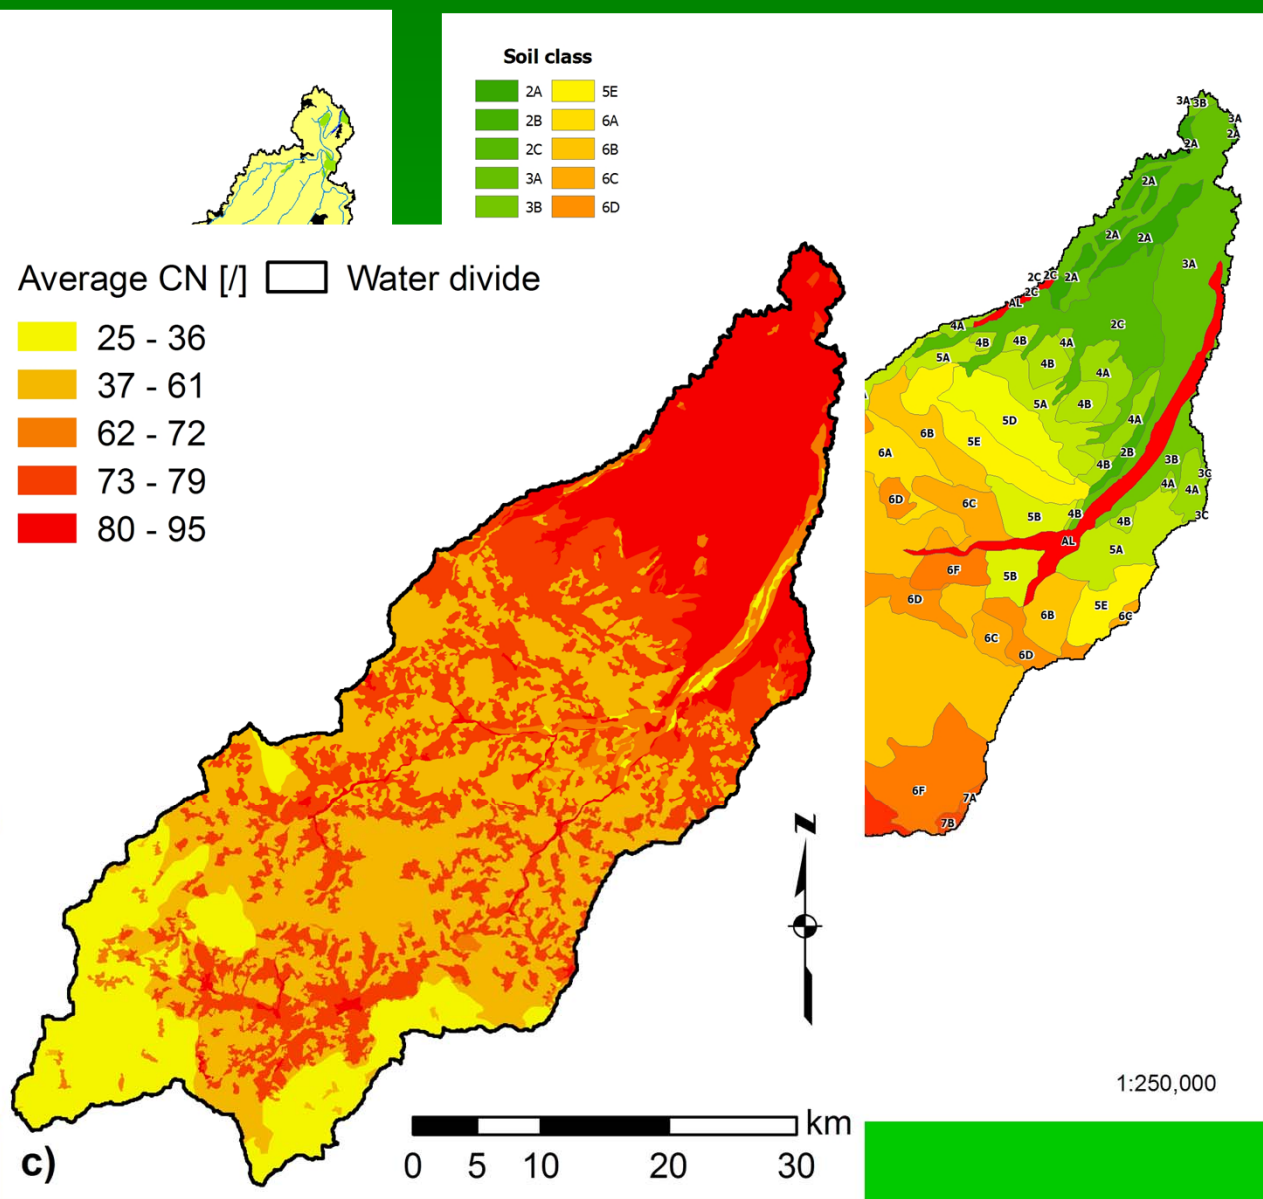 Soil class
2A 5E
2B 6A
2C 6B
3A 6C
3B 6D
Average CN [/] Water divide
25 - 36
37 - 61
62 - 72
73 - 79
80 - 95
3A 3B
3A
2A
2A
2A
2A 2A
3A
2C 2C 2A
2C
AL
4A 2C
4B 4B 4A
5A 4B 4A
5A 4B
5D 4A
6B 5E
6A 2B 3B
4B 3C
6D 6C 4A 4A
5B 4B 4B 3C
AL 5A
6F 5B
6D 6B 5E 6C
6C
6D
6F 7A
7B
N
1:250,000
km
0 5 10 20 30
c)